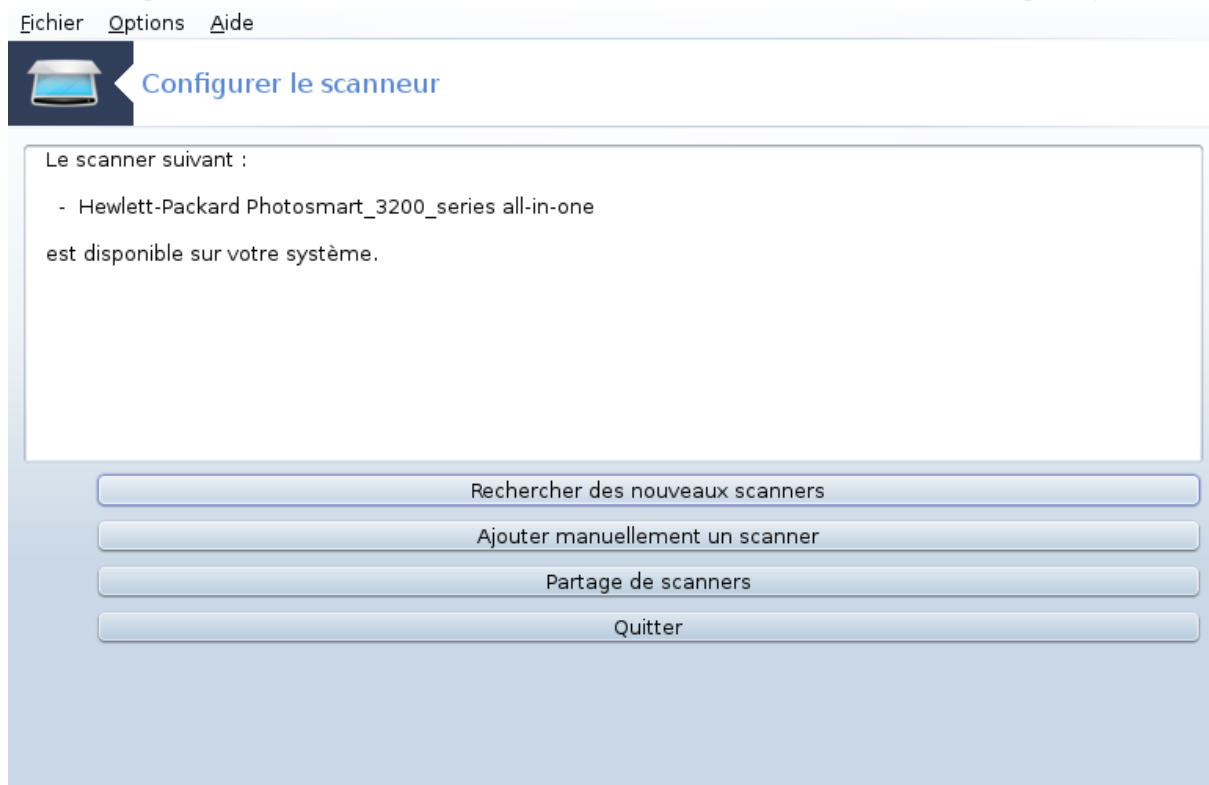 Fichier Options Aide
Configurer le scanneur
Le scanner suivant :
- Hewlett-Packard Photosmart_3200_series all-in-one
est disponible sur votre système.
Rechercher des nouveaux scanners
Ajouter manuellement un scanner
Partage de scanners
Quitter